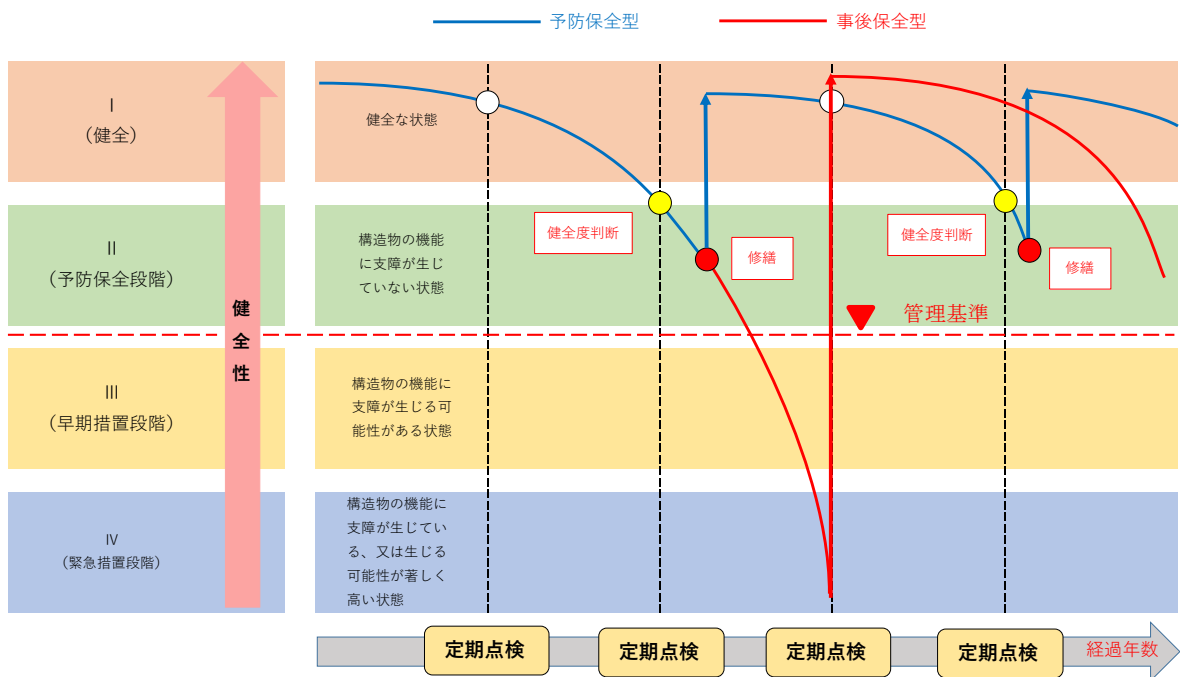 予防保全型
事後保全型
Ⅰ
（健全）
健全な状態
Ⅱ
（予防保全段階）
構造物の機能
に支障が生じ
ていない状態
健全度判断
修繕
健全度判断
修繕
管理基準
健
全
性
Ⅲ
（早期措置段階）
構造物の機能に
支障が生じる可
能性がある状態
Ⅳ
（緊急措置段階）
構造物の機能に
支障が生じてい
る、又は生じる
可能性が著しく
高い状態
定期点検
定期点検
定期点検
定期点検
経過年数